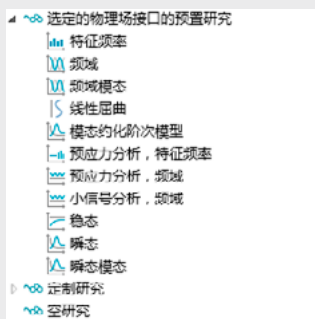 选定的物理场接口的预置研究
特征频率
频域
频域模态
线性屈曲
模态约化阶次模型
预应力分析，特征频率
预应力分析，频域
小信号分析，频域
稳态
瞬态
瞬态模态
定制研究
空研究